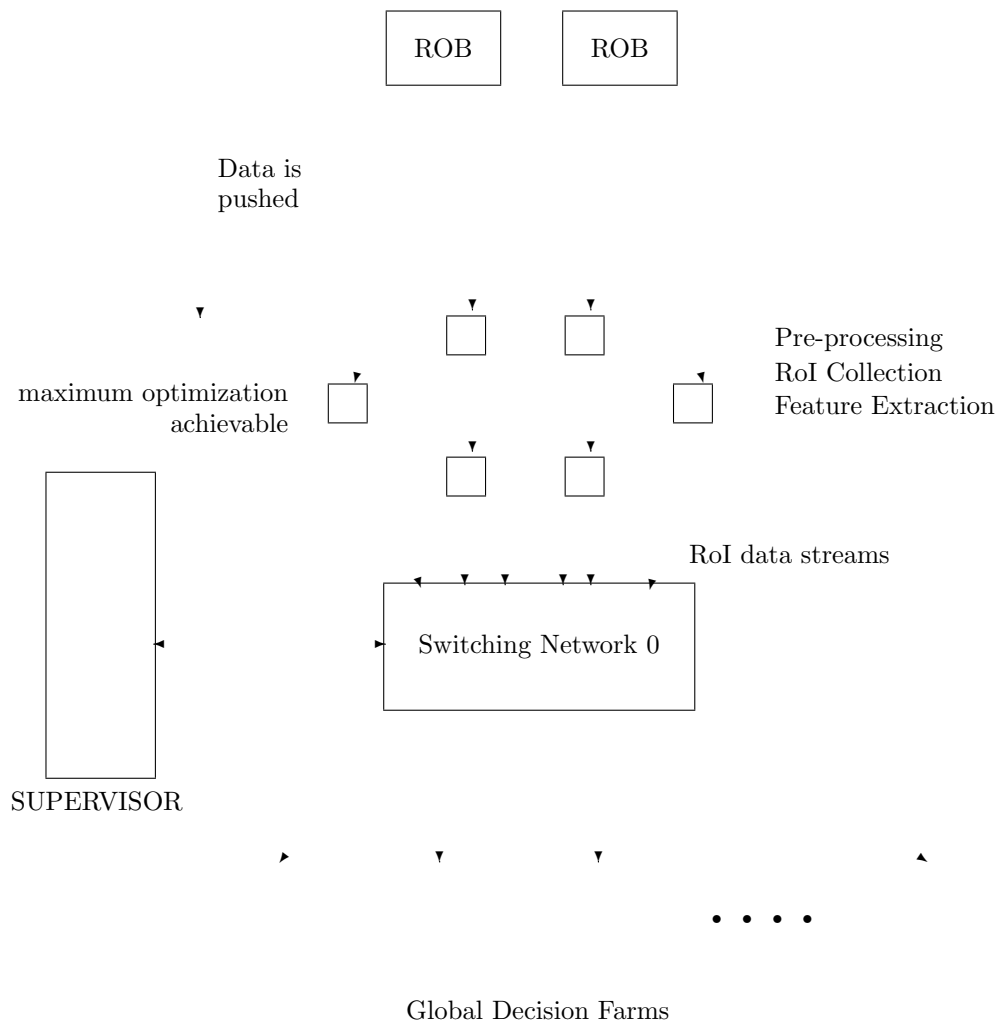 ROB ROB
Data is
pushed
Pre-processing
RoI Collection
Feature Extraction
maximum optimization
achievable
RoI data streams
Switching Network 0
SUPERVISOR
Global Decision Farms